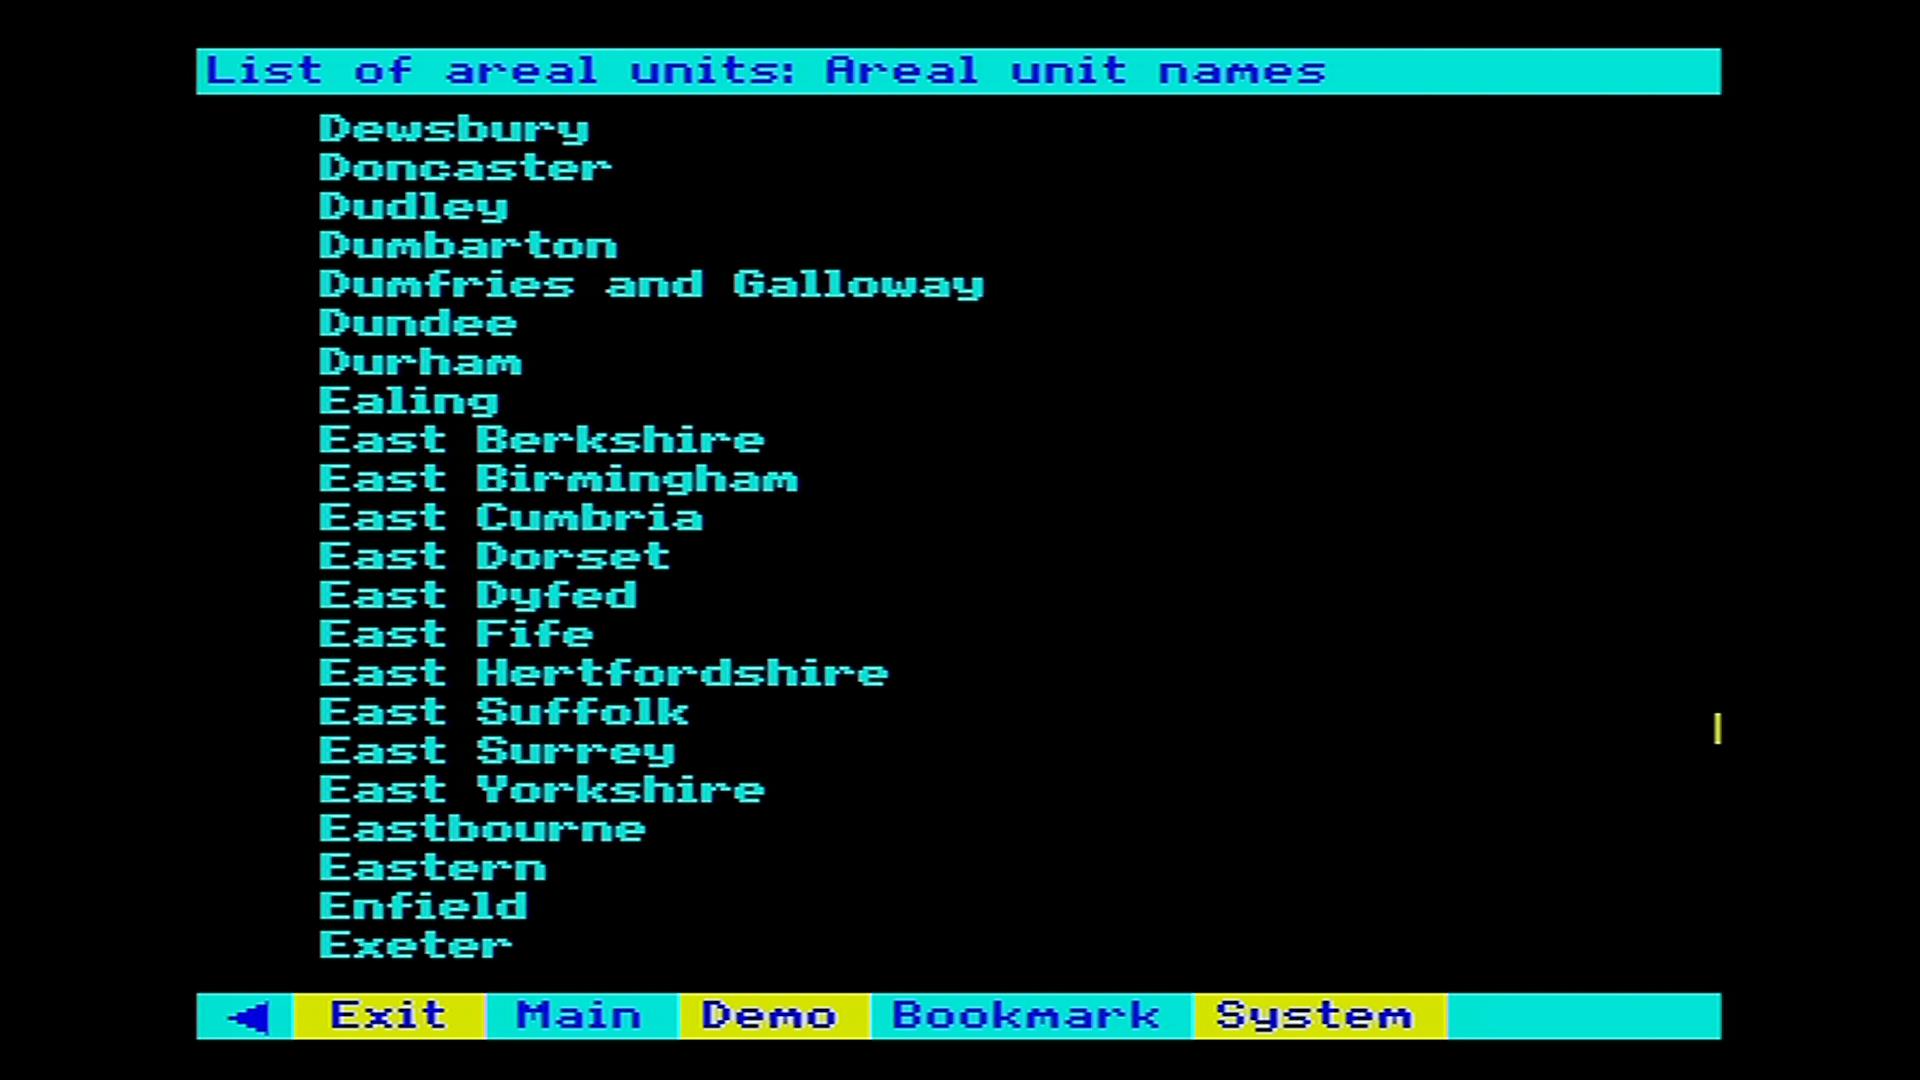 List of areal units: Areal unit names
Dewsbury
Doncaster
Dudley
Dumbarton
Dumfries and Galloway
Dundee
Durham
Ealing
East Berkshire
East Birmingham
East Cumbria
East Dorset
East Dyfed
East Fife
East Hertfordshire
East Suffolk
East Surrey
East Yorkshire
Eastbourne
Eastern
Enfield
Exeter
Exit Main Demo Bookmark System